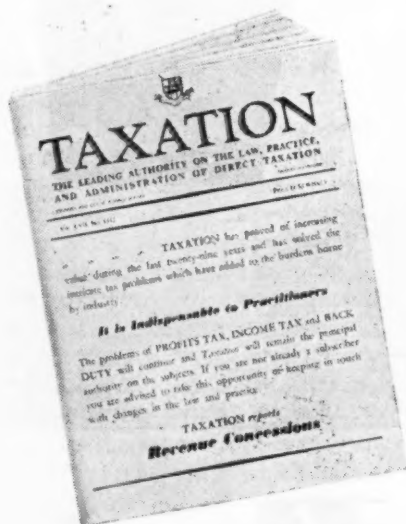 TAXATION
THE LEADING AUTHORITY ON THE LAW, PRACTICE,
AND ADMINISTRATION OF DIRECT TAXATION
TAXATION has proved of increasing
value during the last twenty-nine years and has solved the
intricate tax problems which have added to the burdens borne
by industry.
It is Indispensable to Practitioners
The problems of PROFITS TAX, INCOME TAX and BACK
DUTY will continue and Taxation will remain the principal
authority on the subjects. If you are not already a subscriber
you are advised to take this opportunity of keeping in touch
with changes in the law and practice.
TAXATION reports
Revenue Concessions